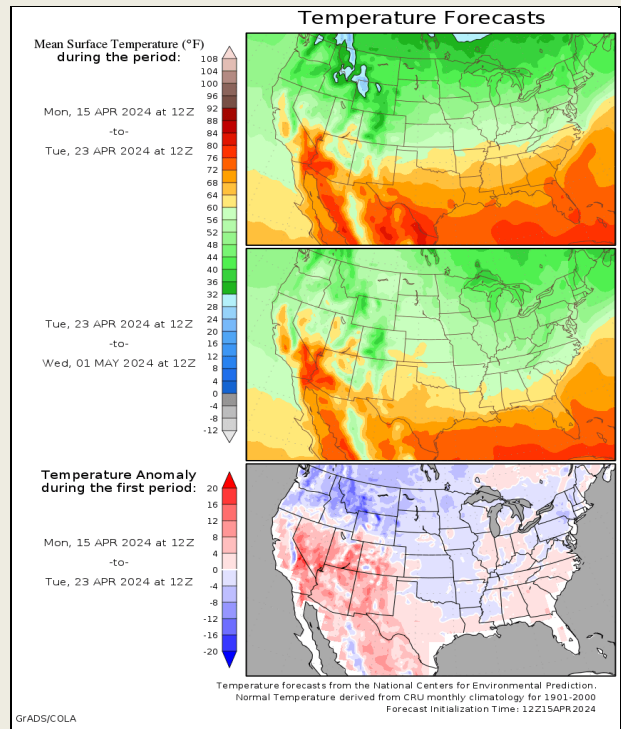 Temperature Forecasts
Mean Surface Temperature (°F)
during the period:
Mon, 15 APR 2024 at 12Z
-to-
Tue, 23 APR 2024 at 12Z
108
104
100
96
92
88
84
80
76
72
68
64
60
56
52
48
44
40
36
32
28
24
20
16
12
8
4
0
-4
-8
-12
Tue, 23 APR 2024 at 12Z
-to-
Wed, 01 MAY 2024 at 12Z
Temperature Anomaly
during the first period:
Mon, 15 APR 2024 at 12Z
-to-
Tue, 23 APR 2024 at 12Z
20
16
12
8
4
0
-4
-8
-12
-16
-20
Temperature forecasts from the National Centers for Environmental Prediction.
Normal Temperature derived from CRU monthly climatology for 1901-2000
Forecast Initialization Time: 12Z15APR2024
GrADS/COLA